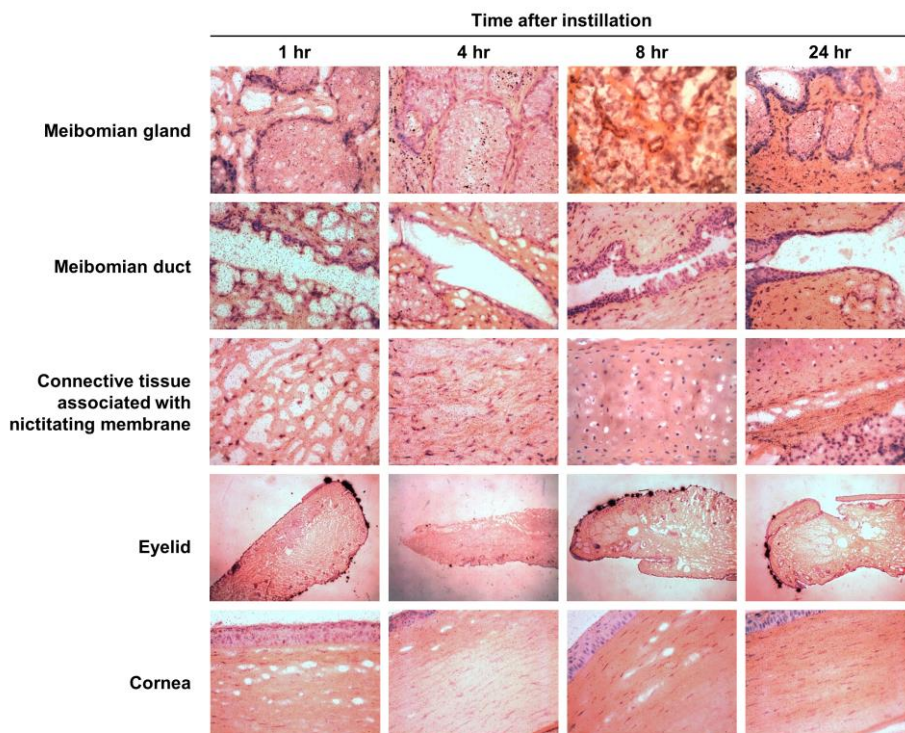 Time after instillation
1 hr 4 hr 8 hr 24 hr
Meibomian gland
Meibomian duct
Connective tissue
associated with
nictitating membrane
Eyelid
Cornea